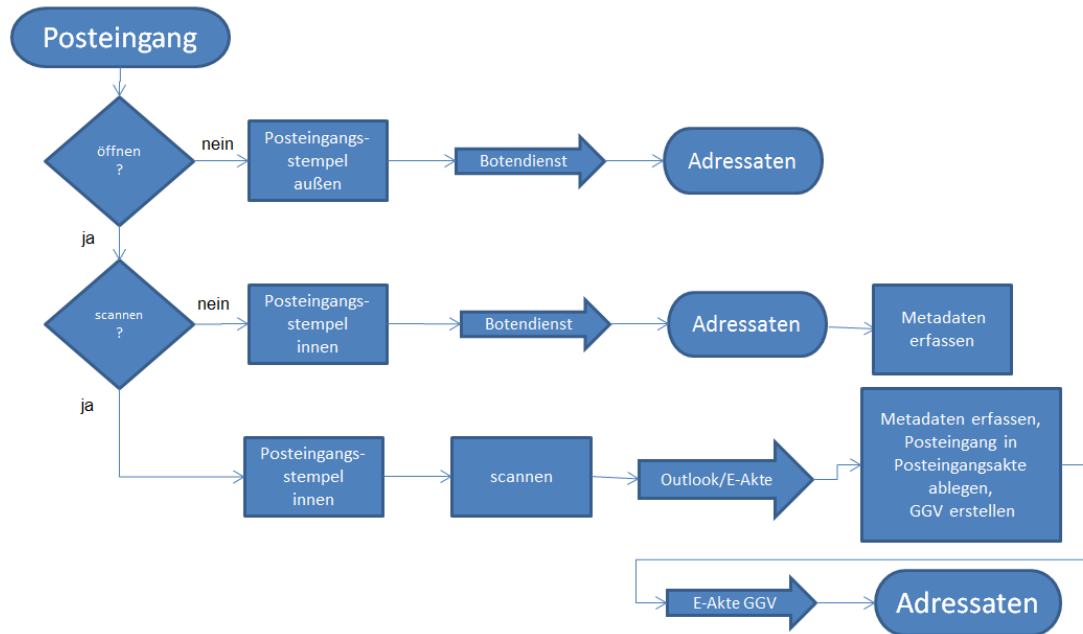 Posteingang
öffnen
?
nein
Posteingangs-
stempel
außen
Botendienst
Adressaten
ja
scannen
?
nein
Posteingangs-
stempel
innen
Botendienst
Adressaten
Metadaten
erfassen
ja
Posteingangs-
stempel
innen
scannen
Outlook/E-Akte
Metadaten erfassen,
Posteingang in
Posteingangsakte
ablegen,
GGV erstellen
E-Akte GGV
Adressaten